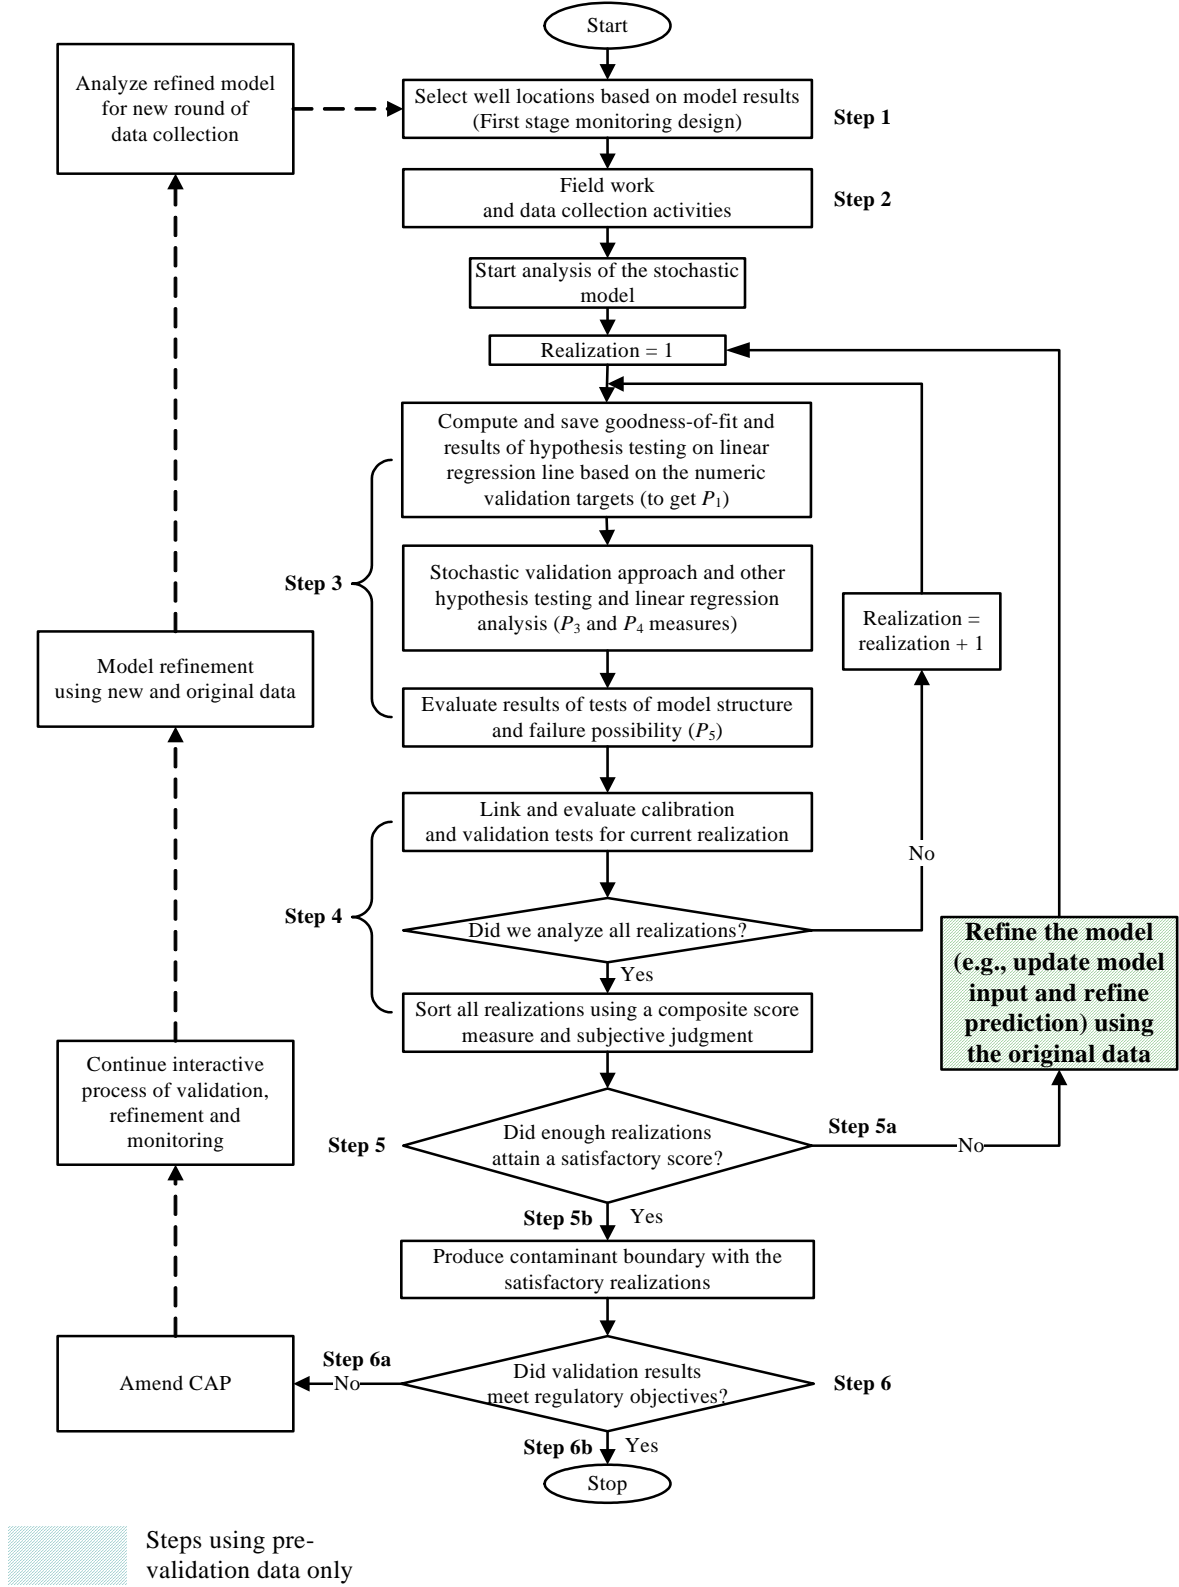 Start
Analyze refined model
for new round of
data collection
Select well locations based on model results
(First stage monitoring design)
Step 1
Field work
and data collection activities
Step 2
Start analysis of the stochastic
model
Realization = 1
Compute and save goodness-of-fit and
results of hypothesis testing on linear
regression line based on the numeric
validation targets (to get P1)
Step 3
Stochastic validation approach and other
hypothesis testing and linear regression
analysis (P3 and P4 measures)
Realization =
realization + 1
Model refinement
using new and original data
Evaluate results of tests of model structure
and failure possibility (P5)
Link and evaluate calibration
and validation tests for current realization
No
Step 4
Did we analyze all realizations?
Yes
Refine the model
(e.g., update model
input and refine
prediction) using
the original data
Sort all realizations using a composite score
measure and subjective judgment
Continue interactive
process of validation,
refinement and
monitoring
Step 5
Did enough realizations
attain a satisfactory score?
Step 5a
No
Step 5b
Yes
Produce contaminant boundary with the
satisfactory realizations
Amend CAP
Step 6a
No
Did validation results
meet regulatory objectives?
Step 6
Step 6b
Yes
Stop
Steps using pre-
validation data only